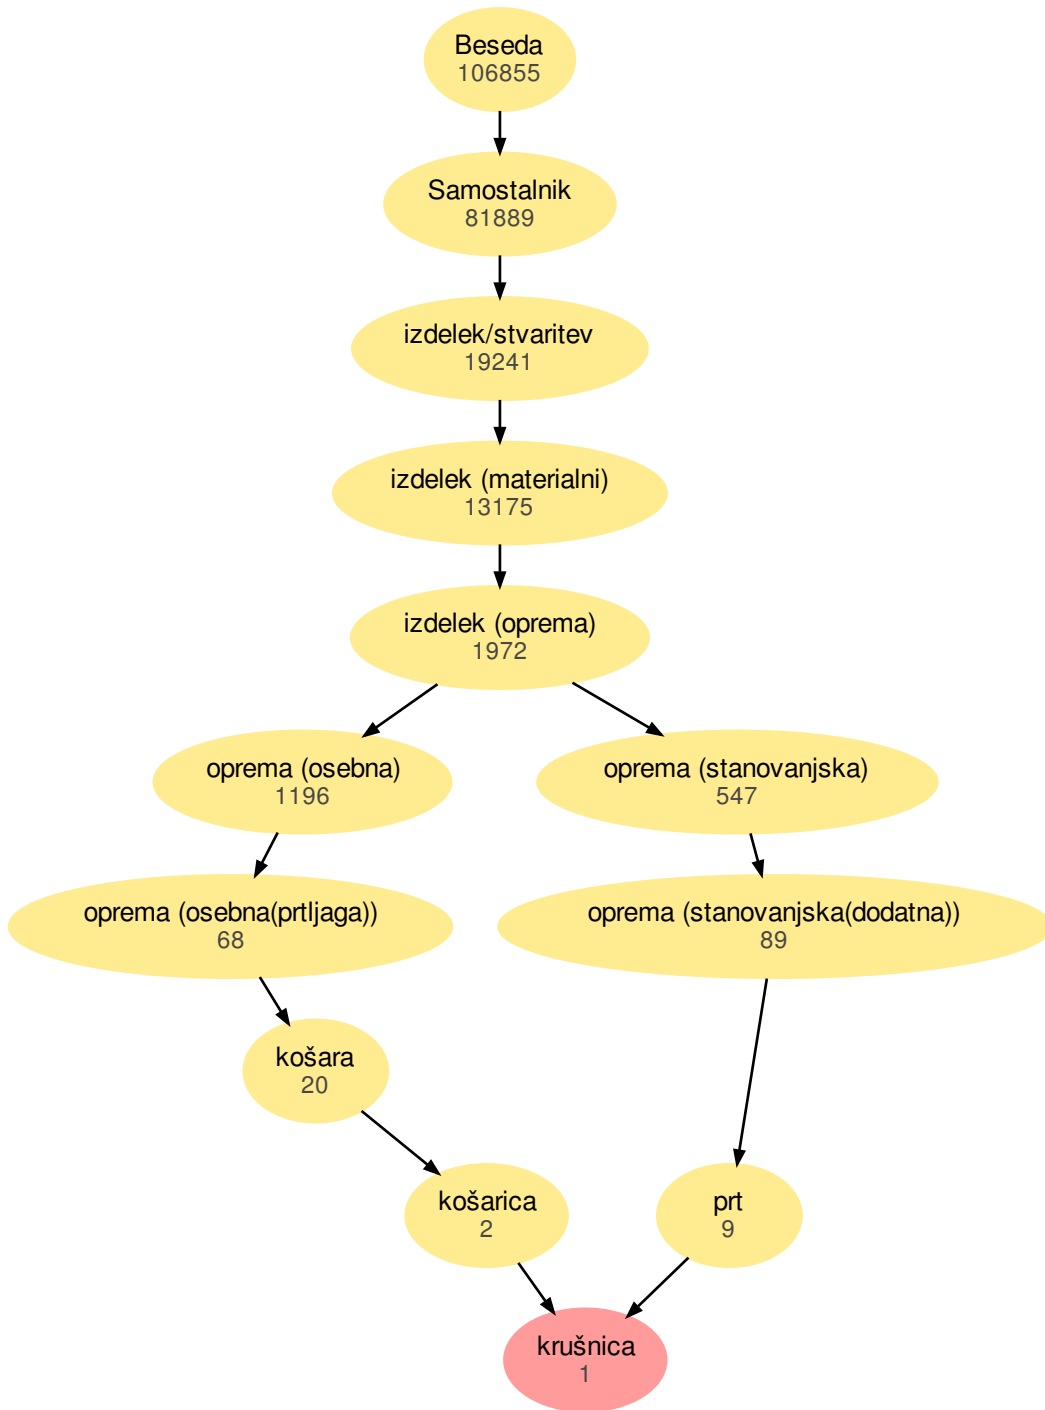 Beseda
106855
Samostalnik
81889
izdelek/stvaritev
19241
izdelek (materialni)
13175
izdelek (oprema)
1972
oprema (osebna)
1196
oprema (stanovanjska)
547
oprema (osebna(prtljaga))
68
oprema (stanovanjska(dodatna))
89
košara
20
košarica
2
prt
9
krušnica
1